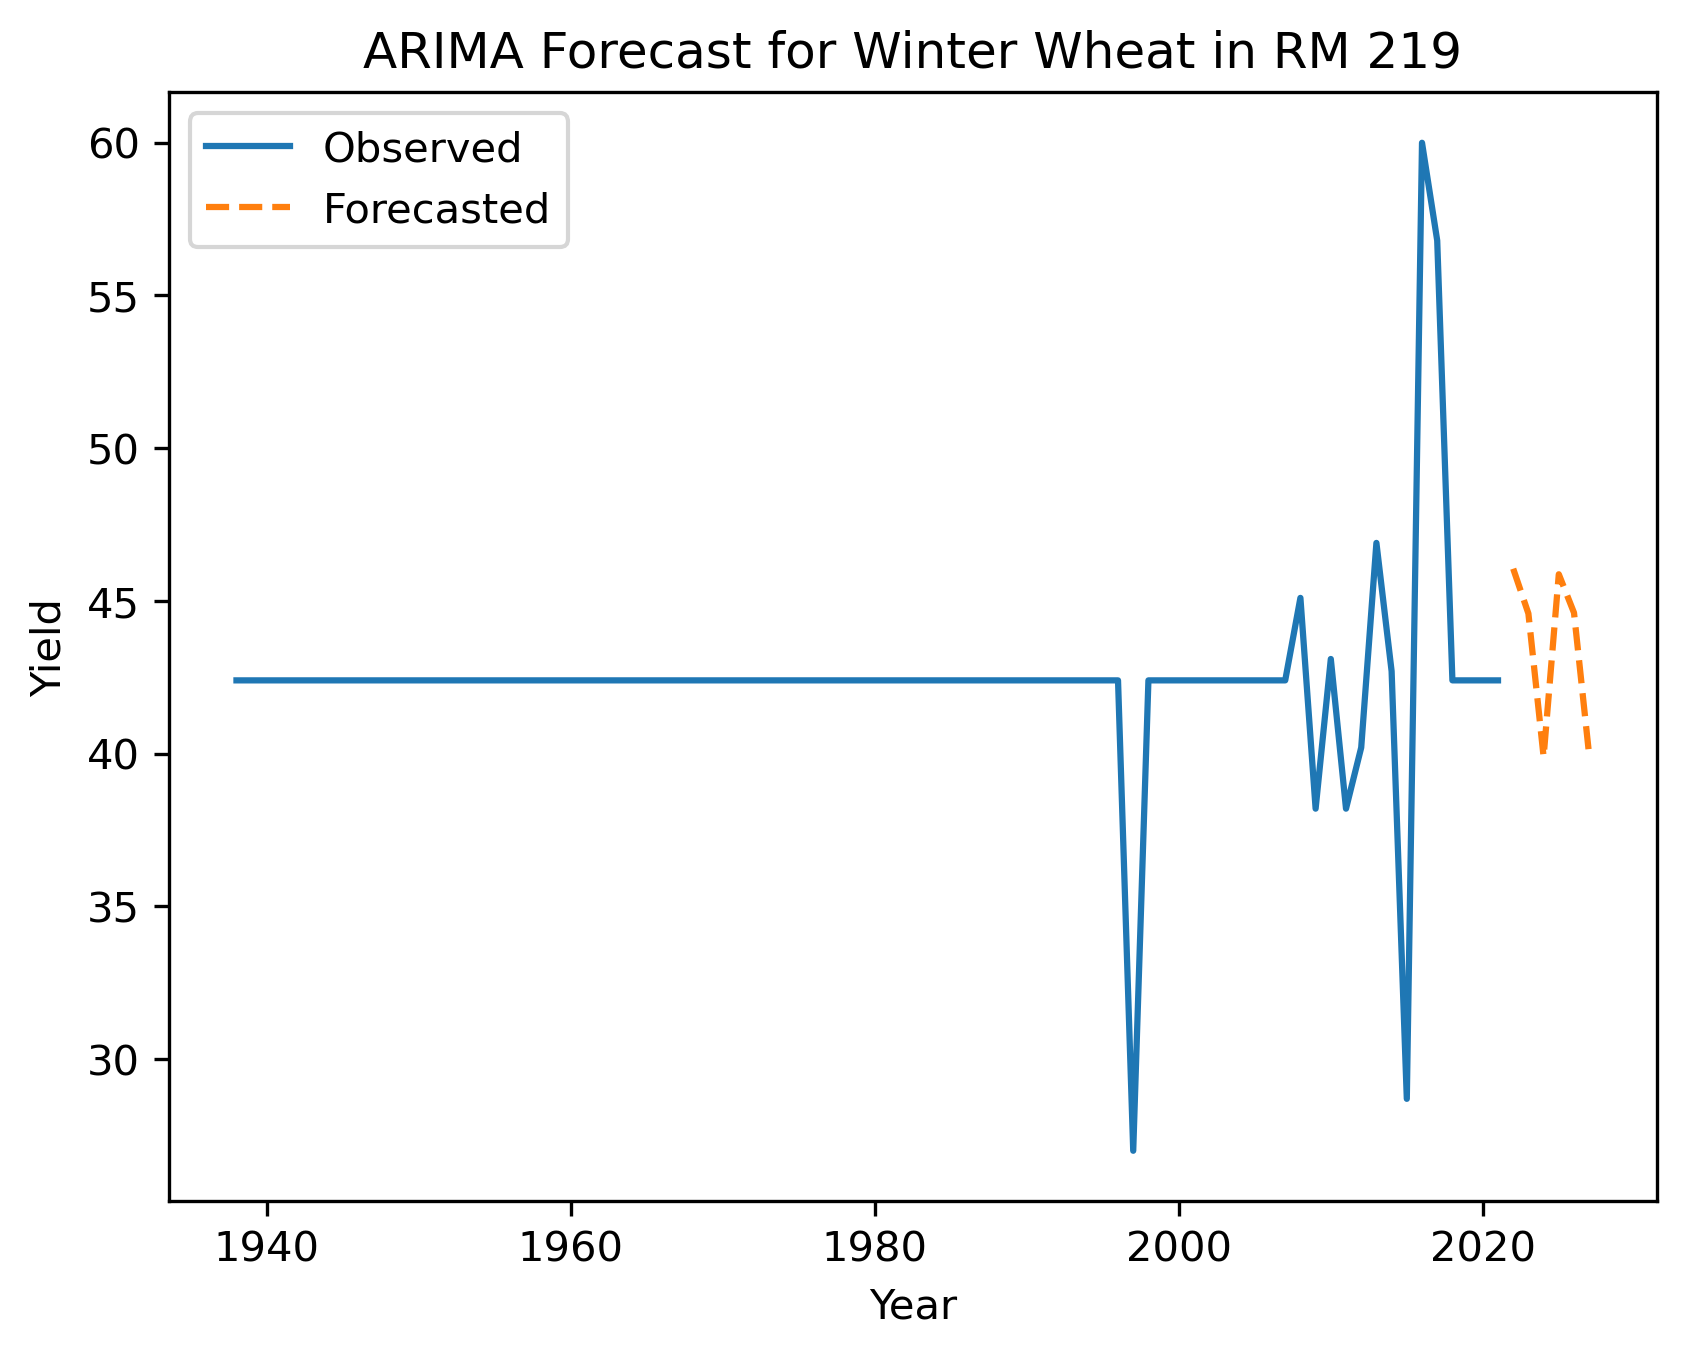 ARIMA Forecast for Winter Wheat in RM 219
Observed
Forecasted
60
55
50
45
40
35
30
Yield
1940 1960 1980 2000 2020
Year